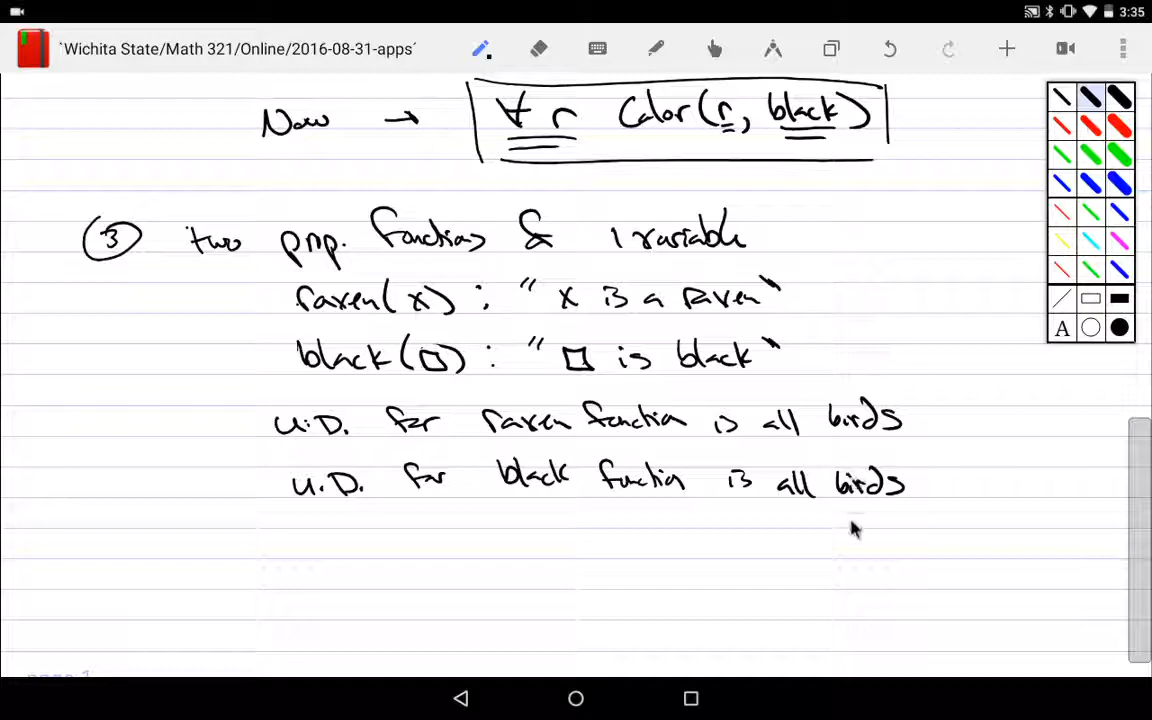 3:35
`Wichita State/Math 321/Online/2016-08-31-apps´
Now → ∀ r Color(r, black)
③ two prop. functions & 1 variable
raven(x) : "x is a raven"
black(□) : "□ is black"
U.D. for raven function is all birds
U.D. for black function is all birds
A